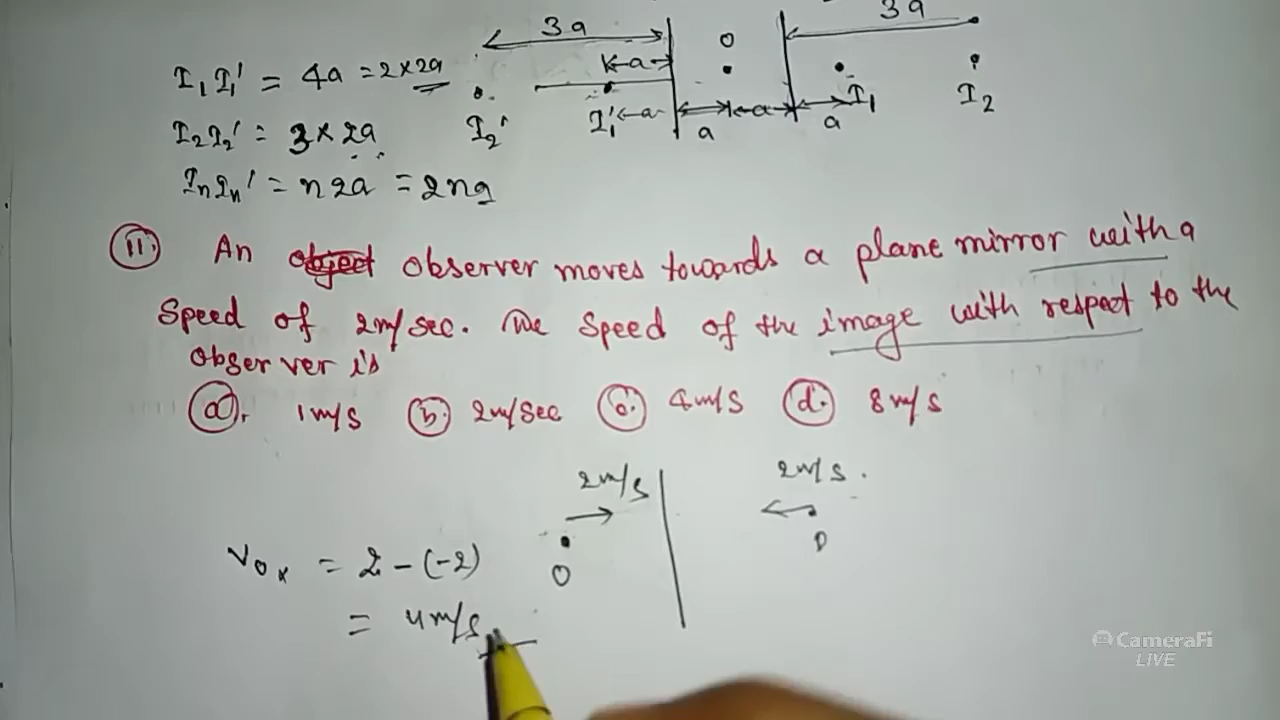 3a
3a
I₁I₁' = 4a = 2×2a
k←a→
O
I₂I₂' = 3×2a
I₂'
I₁'
←a
a
←a→
a
I₁
I₂
InIn' = n2a = 2na
11. An object observer moves towards a plane mirror with a
Speed of 2m/sec. The Speed of the image with respect to the
observer is
a. 1m/s b. 2m/sec c. 4m/s d. 8m/s
2m/s
2m/s.
V₀ₓ = 2-(-2)
O
= 4m/s
CameraFi
LIVE